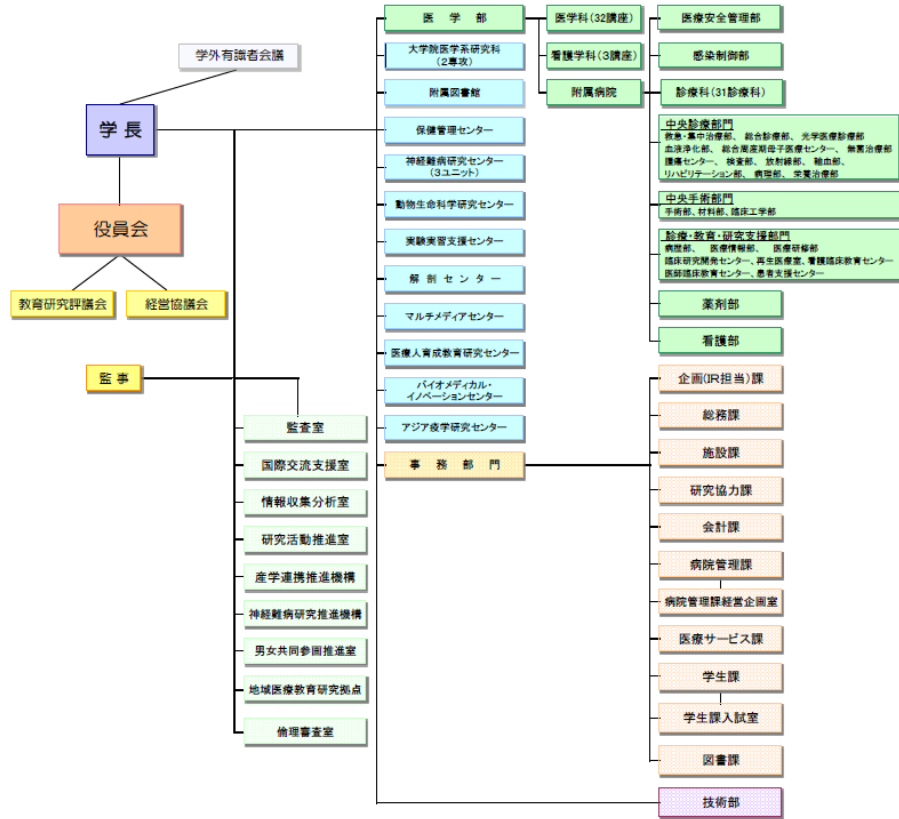 学外有識者会議
学長
役員会
教育研究評議会
経営協議会
監事
監査室
国際交流支援室
情報収集分析室
研究活動推進室
産学連携推進機構
神経難病研究推進機構
男女共同参画推進室
地域医療教育研究拠点
倫理審査室
医学部
大学院医学系研究科
(2専攻)
附属図書館
保健管理センター
神経難病研究センター
(3ユニット)
動物生命科学研究センター
実験実習支援センター
解剖センター
マルチメディアセンター
医療人育成教育研究センター
バイオメディカル・
イノベーションセンター
アジア疫学研究センター
事務部門
医学科(32講座)
看護学科(3講座)
附属病院
医療安全管理部
感染制御部
診療科(31診療科)
中央診療部門
救急・集中治療部、 総合診療部、 光学医療診療部
血液浄化部、 総合周産期母子医療センター、 無菌治療部
腫瘍センター、 検査部、 放射線部、 輸血部、
リハビリテーション部、 病理部、 栄養治療部
中央手術部門
手術部、材料部、臨床工学部
診療・教育・研究支援部門
病歴部、 医療情報部、 医療研修部
臨床研究開発センター、再生医療室、看護臨床教育センター
医師臨床教育センター、患者支援センター
薬剤部
看護部
企画(IR担当)課
総務課
施設課
研究協力課
会計課
病院管理課
病院管理課経営企画室
医療サービス課
学生課
学生課入試室
図書課
技術部